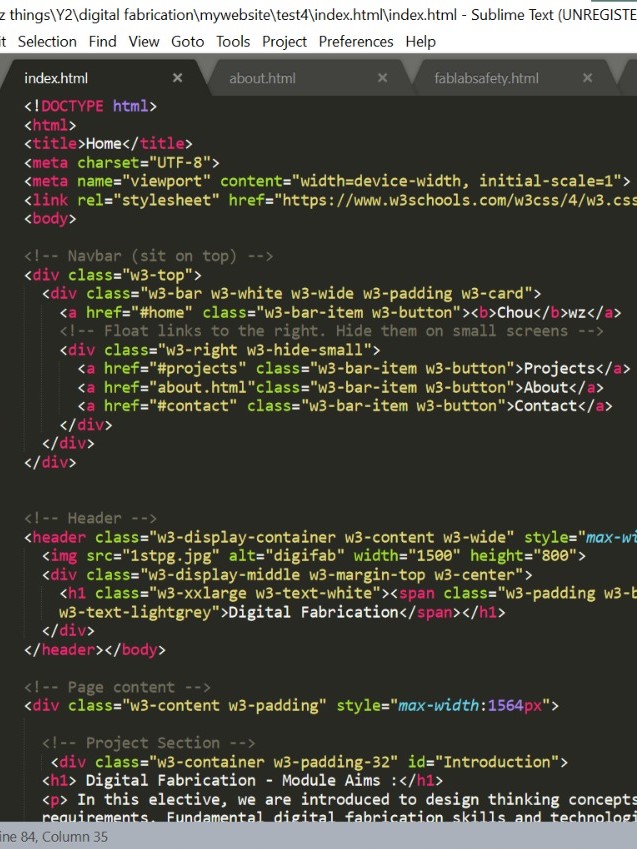 z things\Y2\digital fabrication\mywebsite\test4\index.html\index.html - Sublime Text (UNREGISTE
it Selection Find View Goto Tools Project Preferences Help
index.html × about.html × fablabsafety.html ×
<!DOCTYPE html>
<html>
<title>Home</title>
<meta charset="UTF-8">
<meta name="viewport" content="width=device-width, initial-scale=1">
<link rel="stylesheet" href="https://www.w3schools.com/w3css/4/w3.css
<body>
<!-- Navbar (sit on top) -->
<div class="w3-top">
<div class="w3-bar w3-white w3-wide w3-padding w3-card">
<a href="#home" class="w3-bar-item w3-button"><b>Chou</b>wz</a>
<!-- Float links to the right. Hide them on small screens -->
<div class="w3-right w3-hide-small">
<a href="#projects" class="w3-bar-item w3-button">Projects</a>
<a href="about.html"class="w3-bar-item w3-button">About</a>
<a href="#contact" class="w3-bar-item w3-button">Contact</a>
</div>
</div>
</div>
<!-- Header -->
<header class="w3-display-container w3-content w3-wide" style="max-wi
<img src="1stpg.jpg" alt="digifab" width="1500" height="800">
<div class="w3-display-middle w3-margin-top w3-center">
<h1 class="w3-xxlarge w3-text-white"><span class="w3-padding w3-b
w3-text-lightgrey">Digital Fabrication</span></h1>
</div>
</header></body>
<!-- Page content -->
<div class="w3-content w3-padding" style="max-width:1564px">
<!-- Project Section -->
<div class="w3-container w3-padding-32" id="Introduction">
<h1> Digital Fabrication - Module Aims :</h1>
<p> In this elective, we are introduced to design thinking concepts
requirements. Fundamental digital fabrication skills and technologi
ine 84, Column 35